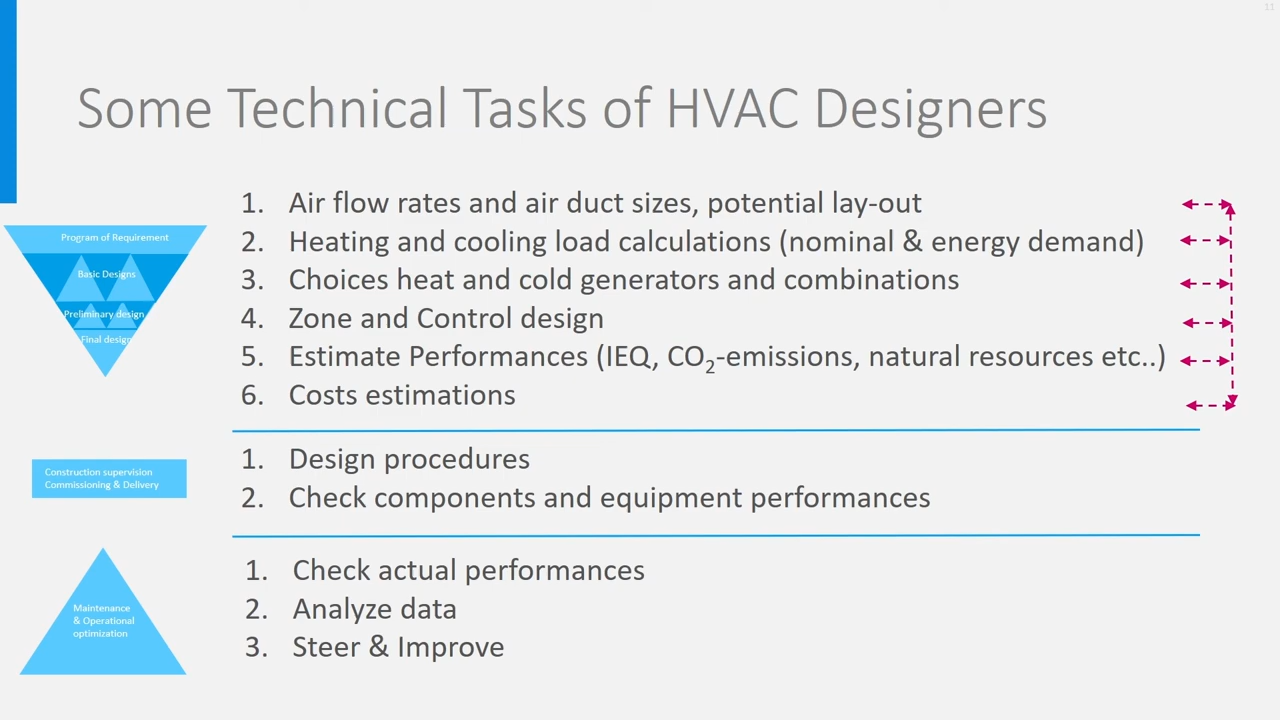 11
Some Technical Tasks of HVAC Designers
Program of Requirement
Basic Designs
Preliminary design
Final design
1. Air flow rates and air duct sizes, potential lay-out
2. Heating and cooling load calculations (nominal & energy demand)
3. Choices heat and cold generators and combinations
4. Zone and Control design
5. Estimate Performances (IEQ, CO₂-emissions, natural resources etc..)
6. Costs estimations
Construction supervision
Commissioning & Delivery
1. Design procedures
2. Check components and equipment performances
Maintenance
& Operational
optimization
1. Check actual performances
2. Analyze data
3. Steer & Improve